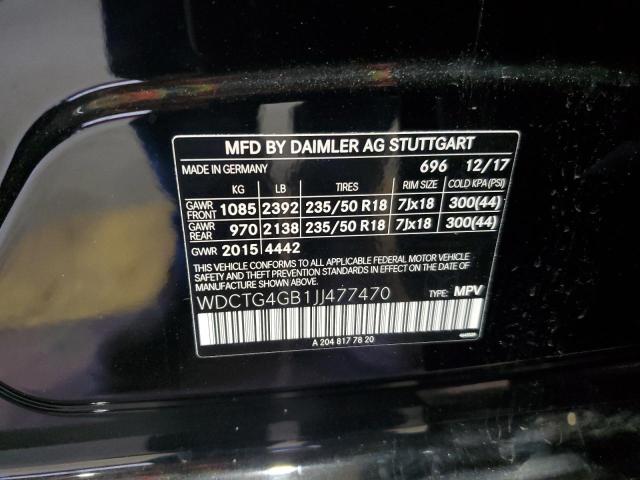 MFD BY DAIMLER AG STUTTGART
MADE IN GERMANY 696 12/17
KG LB TIRES RIM SIZE COLD KPA (PSI)
GAWR FRONT 1085 2392 235/50 R18 7Jx18 300(44)
GAWR REAR 970 2138 235/50 R18 7Jx18 300(44)
GVWR 2015 4442
THIS VEHICLE CONFORMS TO ALL APPLICABLE FEDERAL MOTOR VEHICLE
SAFETY AND THEFT PREVENTION STANDARDS IN EFFECT ON THE DATE OF
MANUFACTURE SHOWN ABOVE.
WDCTG4GB1JJ477470 TYPE: MPV
A 204 817 78 20